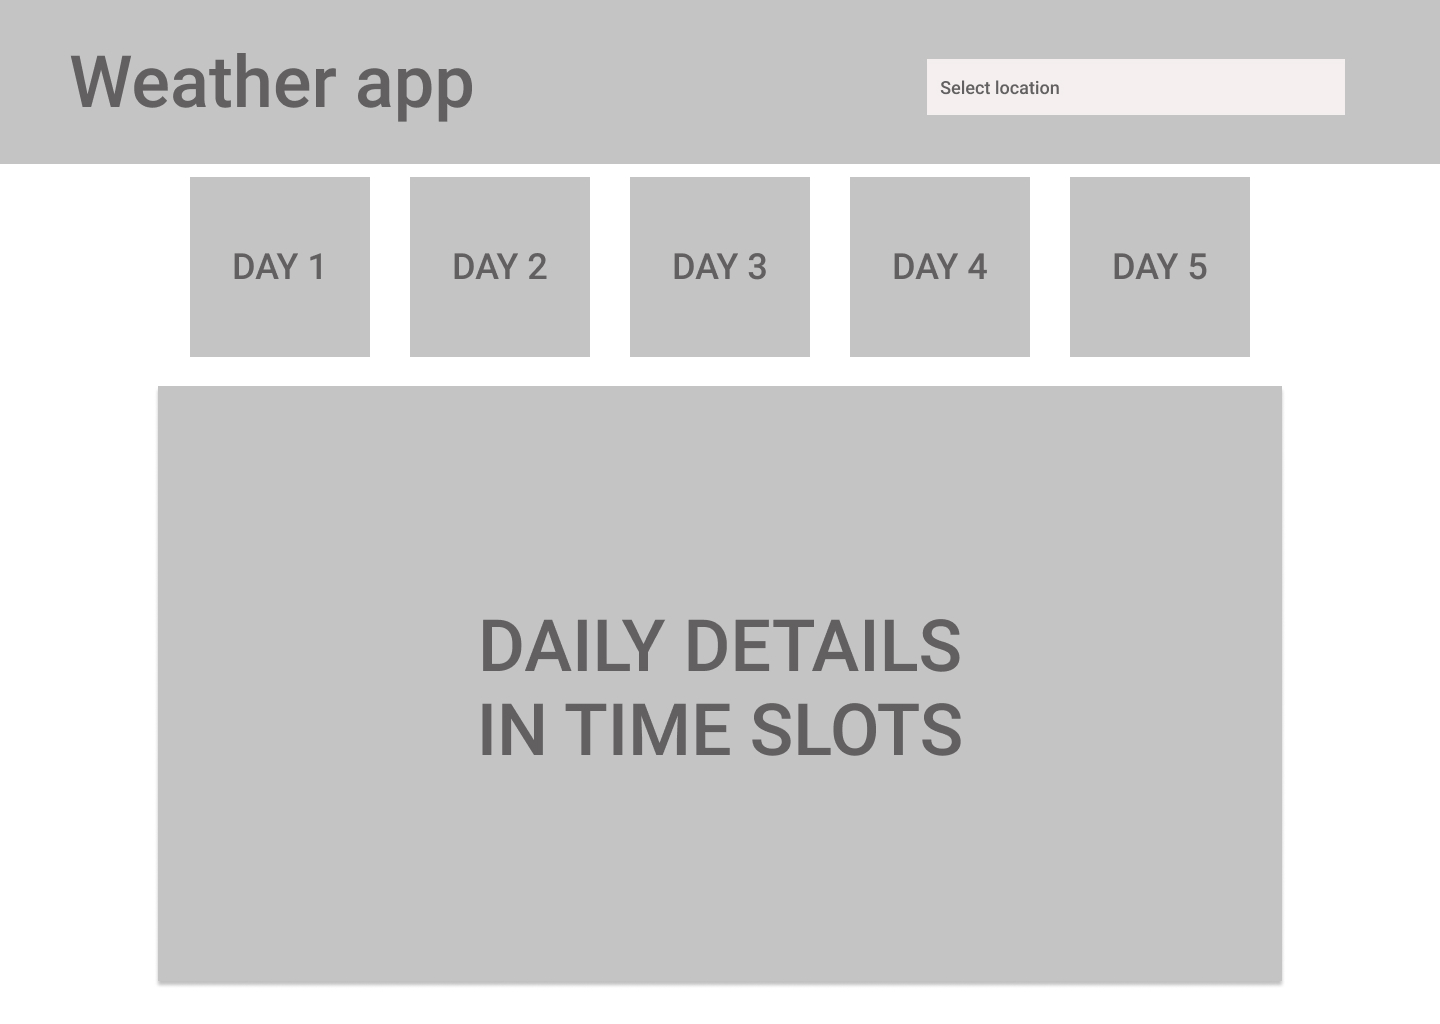 Weather app
Select location
DAY 1
DAY 2
DAY 3
DAY 4
DAY 5
DAILY DETAILS
IN TIME SLOTS